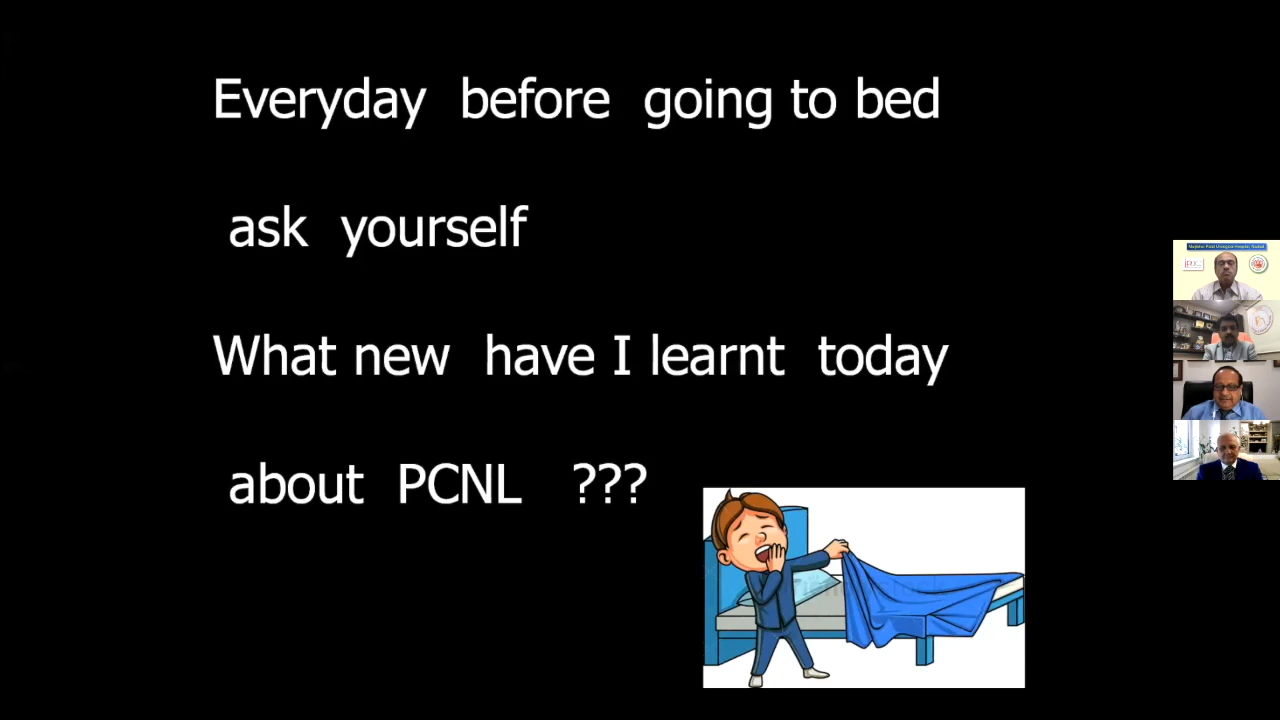 Everyday before going to bed
ask yourself
What new have I learnt today
about PCNL ???